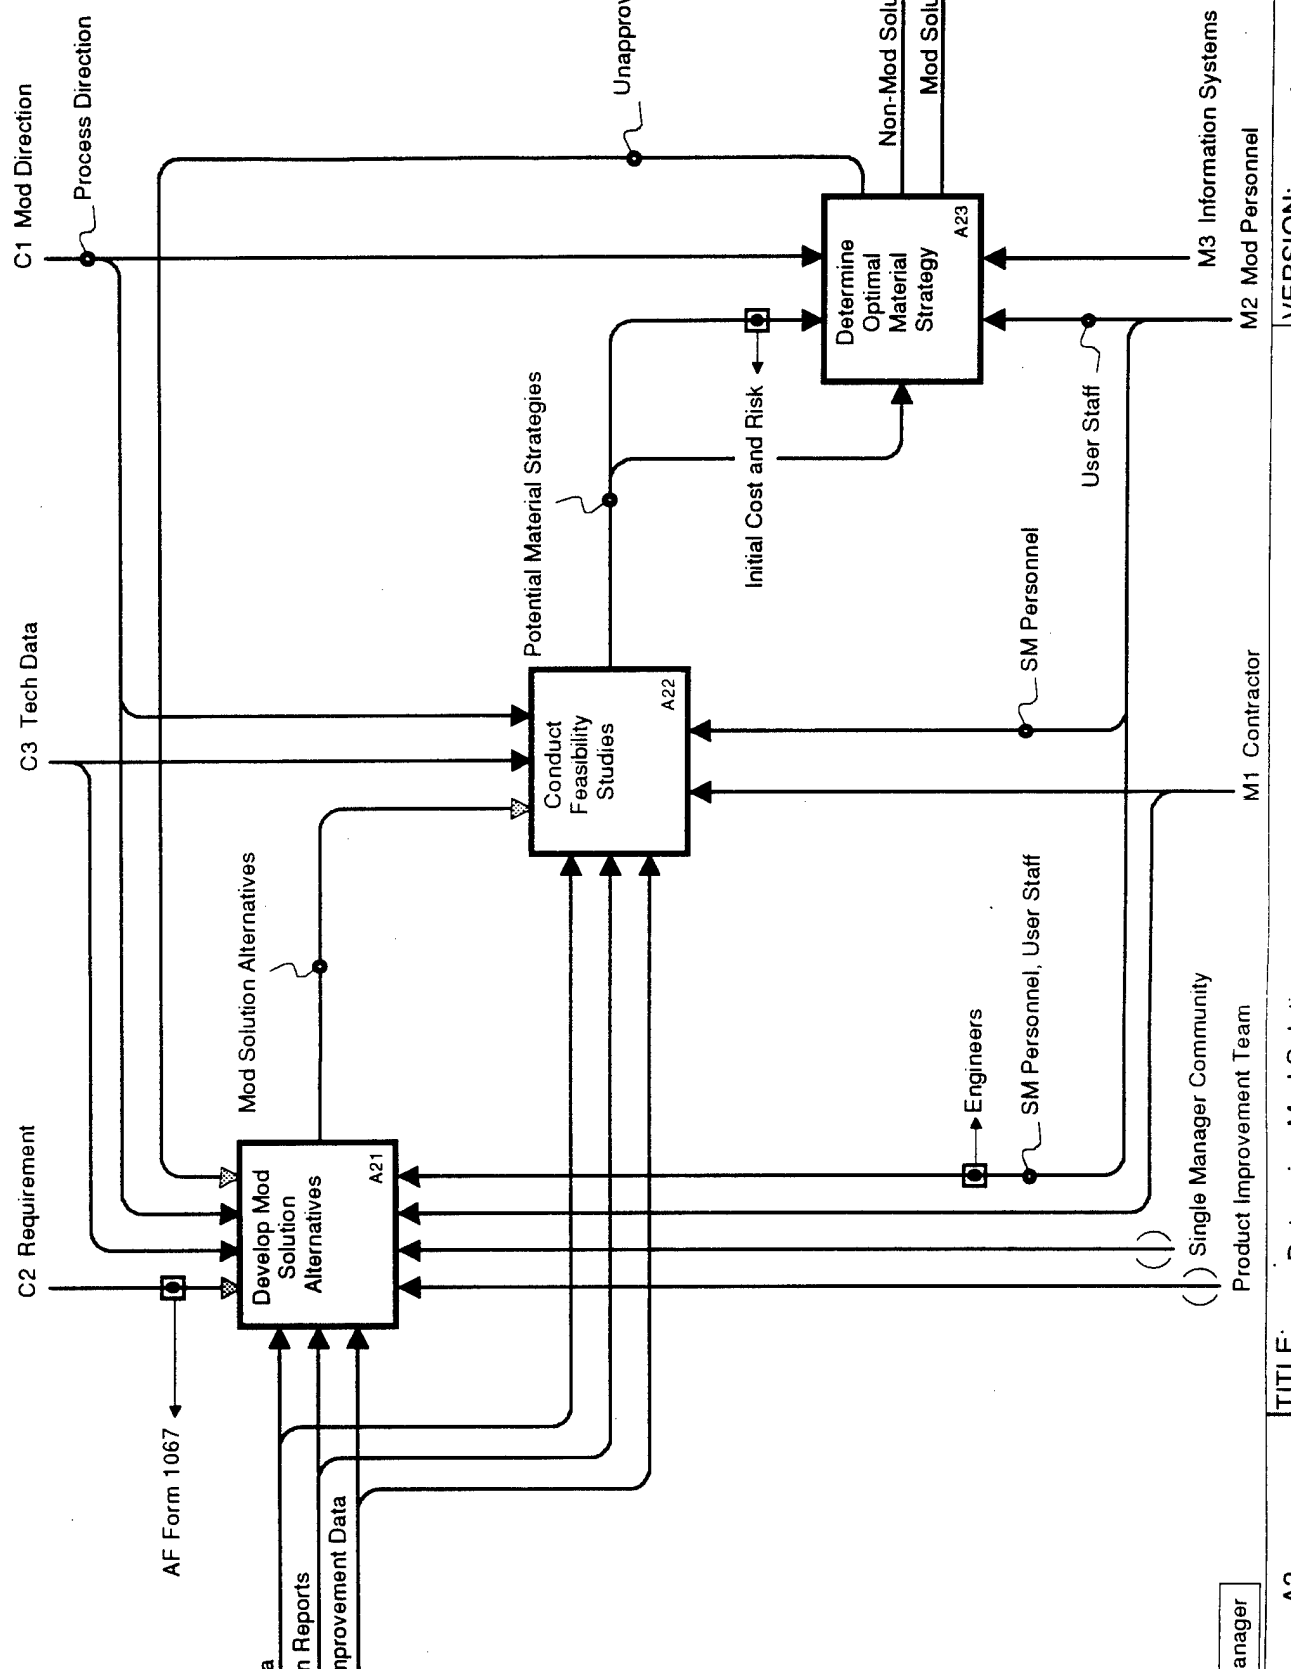 C2 Requirement
C3 Tech Data
C1 Mod Direction
Process Direction
AF Form 1067
Develop Mod
Solution
Alternatives
A21
Mod Solution Alternatives
Conduct
Feasibility
Studies
A22
Potential Material Strategies
Initial Cost and Risk
Determine
Optimal
Material
Strategy
A23
Unapprov
Non-Mod Solu
Mod Solu
a
n Reports
mprovement Data
Engineers
SM Personnel, User Staff
SM Personnel
User Staff
Single Manager Community
Product Improvement Team
M1 Contractor
M2 Mod Personnel
M3 Information Systems
anager
TITLE:
VERSION: